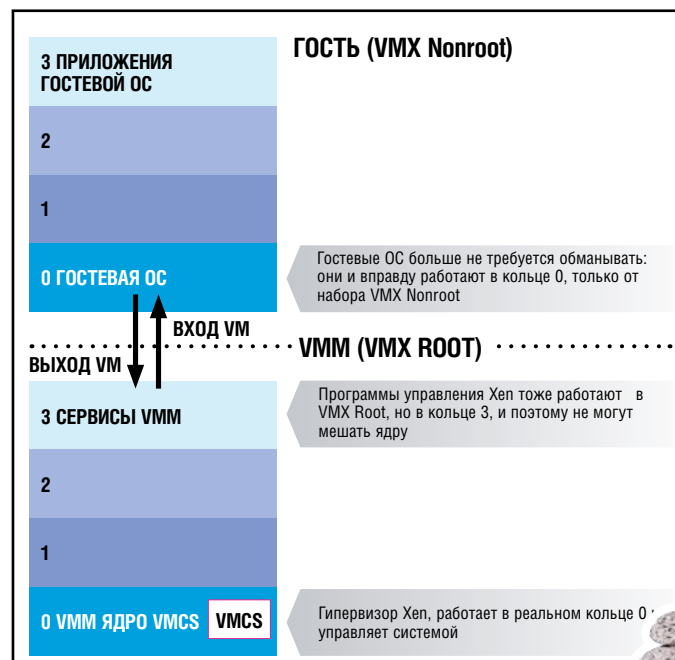 ГОСТЬ (VMX Nonroot)
3 ПРИЛОЖЕНИЯ
ГОСТЕВОЙ ОС
2
1
0 ГОСТЕВАЯ ОС
Гостевые ОС больше не требуется обманывать:
они и вправду работают в кольце 0, только от
набора VMX Nonroot
ВХОД VM
VMM (VMX ROOT)
ВЫХОД VM
3 СЕРВИСЫ VMM
Программы управления Xen тоже работают в
VMX Root, но в кольце 3, и поэтому не могут
мешать ядру
2
1
0 VMM ЯДРО VMCS
VMCS
Гипервизор Xen, работает в реальном кольце 0
управляет системой